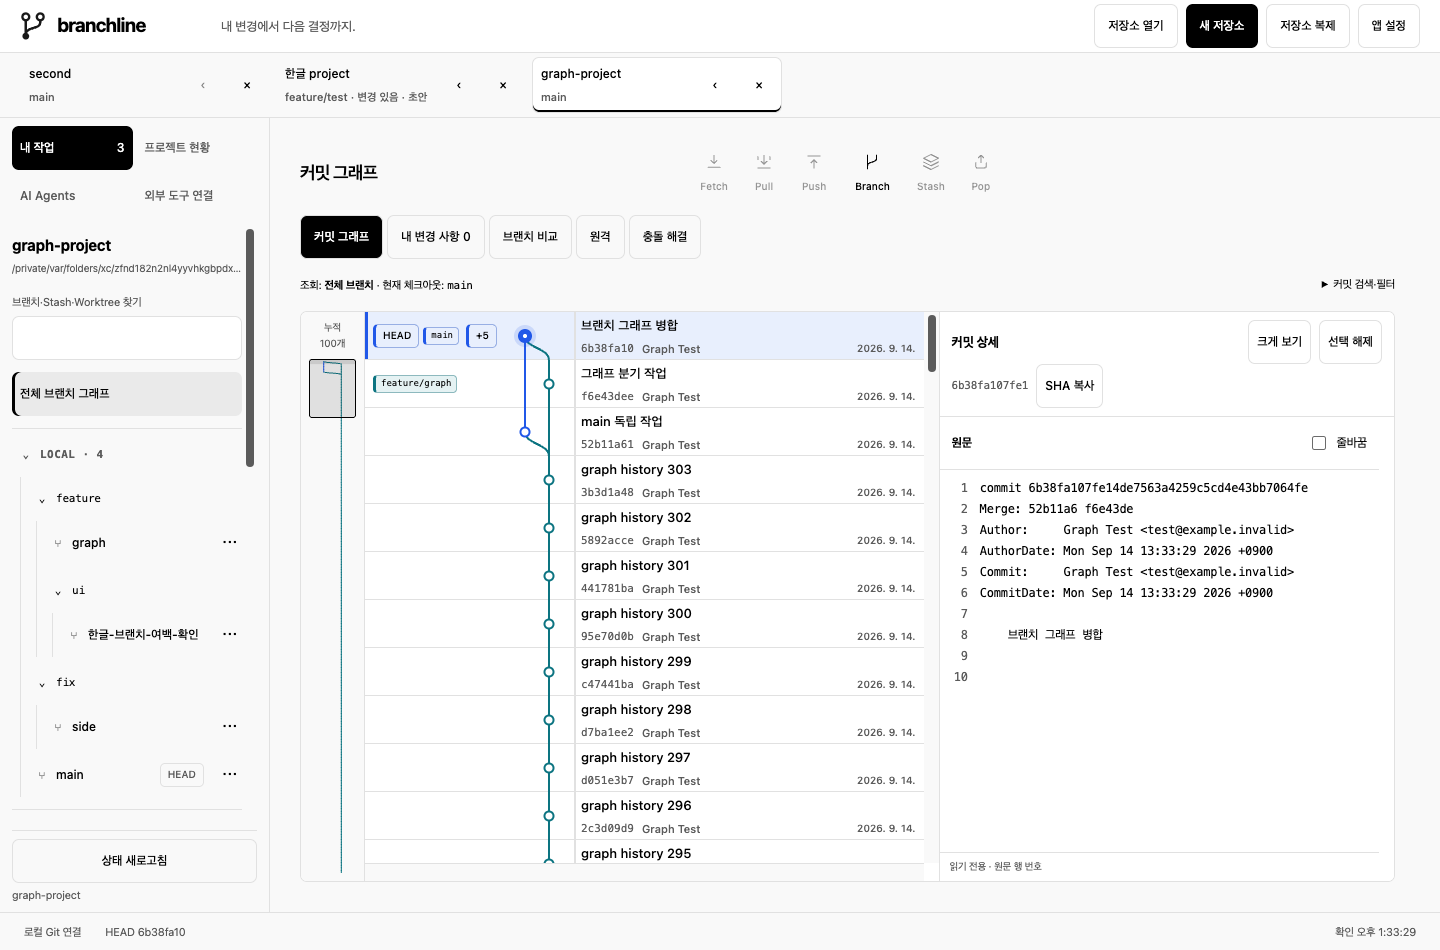 branchline
내 변경에서 다음 결정까지.
저장소 열기
새 저장소
저장소 복제
앱 설정
second
main
한글 project
feature/test · 변경 있음 · 초안
graph-project
main
내 작업 3
프로젝트 현황
AI Agents
외부 도구 연결
graph-project
/private/var/folders/xc/zfnd182n2nl4yyvhkgbpdx...
브랜치·Stash·Worktree 찾기
전체 브랜치 그래프
LOCAL · 4
feature
graph
ui
한글-브랜치-여백-확인
fix
side
main HEAD
상태 새로고침
graph-project
커밋 그래프
Fetch
Pull
Push
Branch
Stash
Pop
커밋 그래프
내 변경 사항 0
브랜치 비교
원격
충돌 해결
조회: 전체 브랜치 · 현재 체크아웃: main
▶ 커밋 검색·필터
누적
100개
HEAD main +5
브랜치 그래프 병합
6b38fa10 Graph Test 2026. 9. 14.
feature/graph
그래프 분기 작업
f6e43dee Graph Test 2026. 9. 14.
main 독립 작업
52b11a61 Graph Test 2026. 9. 14.
graph history 303
3b3d1a48 Graph Test 2026. 9. 14.
graph history 302
5892acce Graph Test 2026. 9. 14.
graph history 301
441781ba Graph Test 2026. 9. 14.
graph history 300
95e70d0b Graph Test 2026. 9. 14.
graph history 299
c47441ba Graph Test 2026. 9. 14.
graph history 298
d7ba1ee2 Graph Test 2026. 9. 14.
graph history 297
d051e3b7 Graph Test 2026. 9. 14.
graph history 296
2c3d09d9 Graph Test 2026. 9. 14.
graph history 295
커밋 상세
크게 보기
선택 해제
6b38fa107fe1
SHA 복사
원문
줄바꿈
1 commit 6b38fa107fe14de7563a4259c5cd4e43bb7064fe
2 Merge: 52b11a6 f6e43de
3 Author: Graph Test <test@example.invalid>
4 AuthorDate: Mon Sep 14 13:33:29 2026 +0900
5 Commit: Graph Test <test@example.invalid>
6 CommitDate: Mon Sep 14 13:33:29 2026 +0900
7
8 브랜치 그래프 병합
9
10
읽기 전용 · 원문 행 번호
로컬 Git 연결
HEAD 6b38fa10
확인 오후 1:33:29